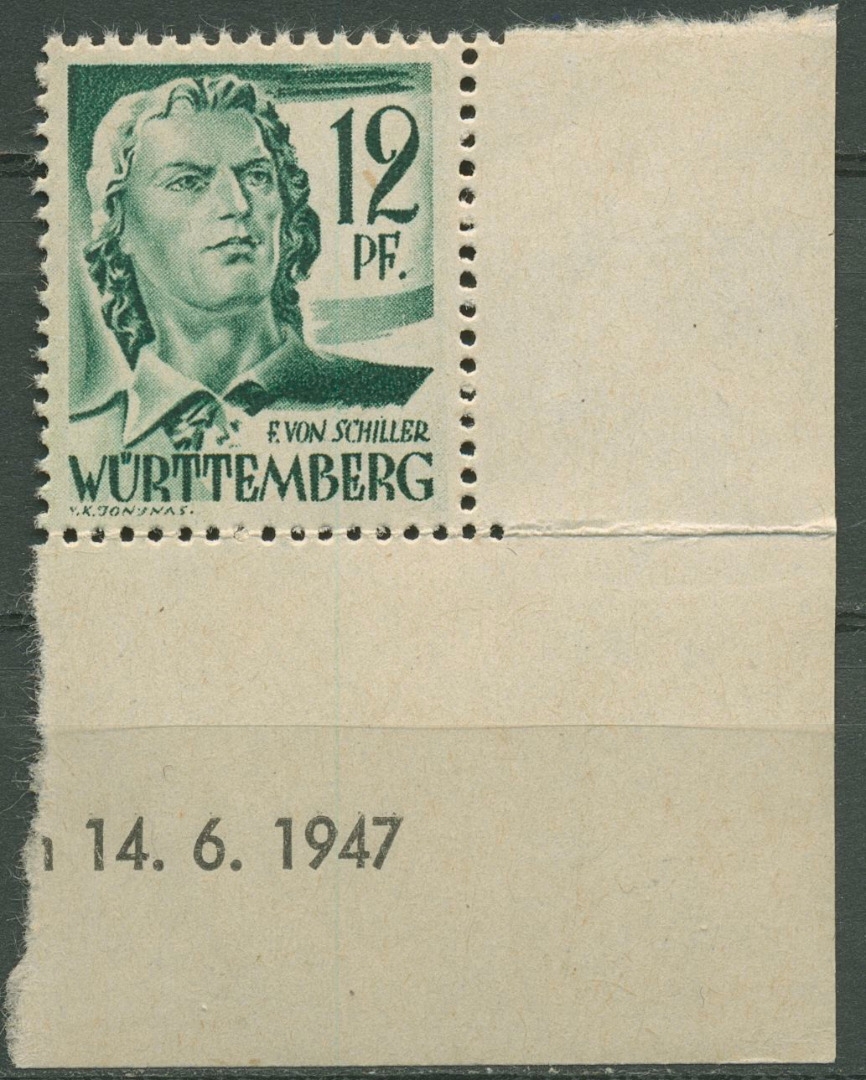 12
PF.
F. VON SCHILLER
WÜRTTEMBERG
V.K. JONYNAS.
14. 6. 1947